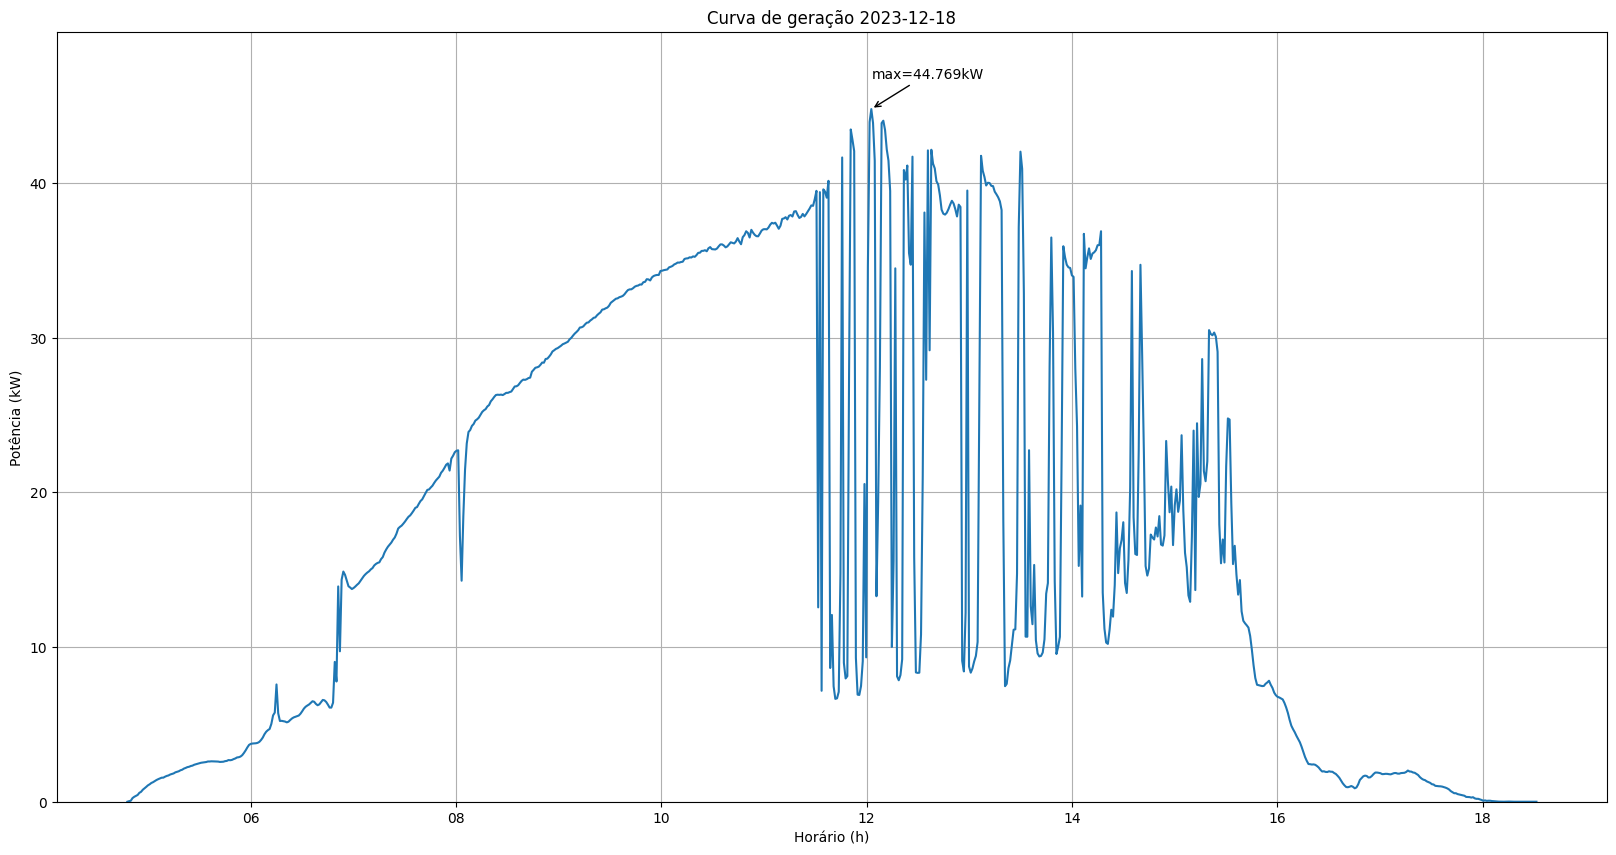 Curva de geração 2023-12-18
max=44.769kW
Potência (kW)
40
30
20
10
0
06 08 10 12 14 16 18
Horário (h)